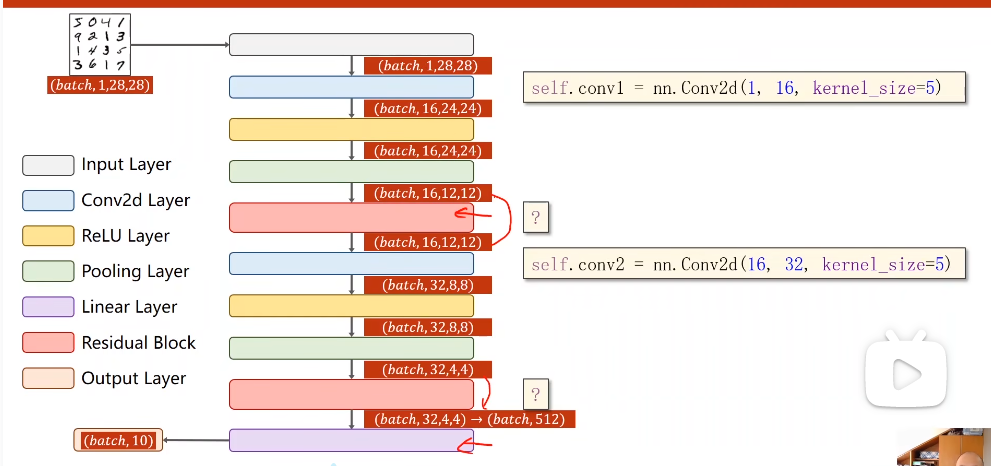 5 0 4 1
9 2 1 3
1 4 3 5
3 6 1 7
(batch, 1,28,28)
(batch, 1,28,28)
self.conv1 = nn.Conv2d(1, 16, kernel_size=5)
(batch, 16,24,24)
(batch, 16,24,24)
(batch, 16,12,12)
?
(batch, 16,12,12)
self.conv2 = nn.Conv2d(16, 32, kernel_size=5)
(batch, 32,8,8)
(batch, 32,8,8)
(batch, 32,4,4)
?
(batch, 32,4,4) → (batch, 512)
(batch, 10)
Input Layer
Conv2d Layer
ReLU Layer
Pooling Layer
Linear Layer
Residual Block
Output Layer